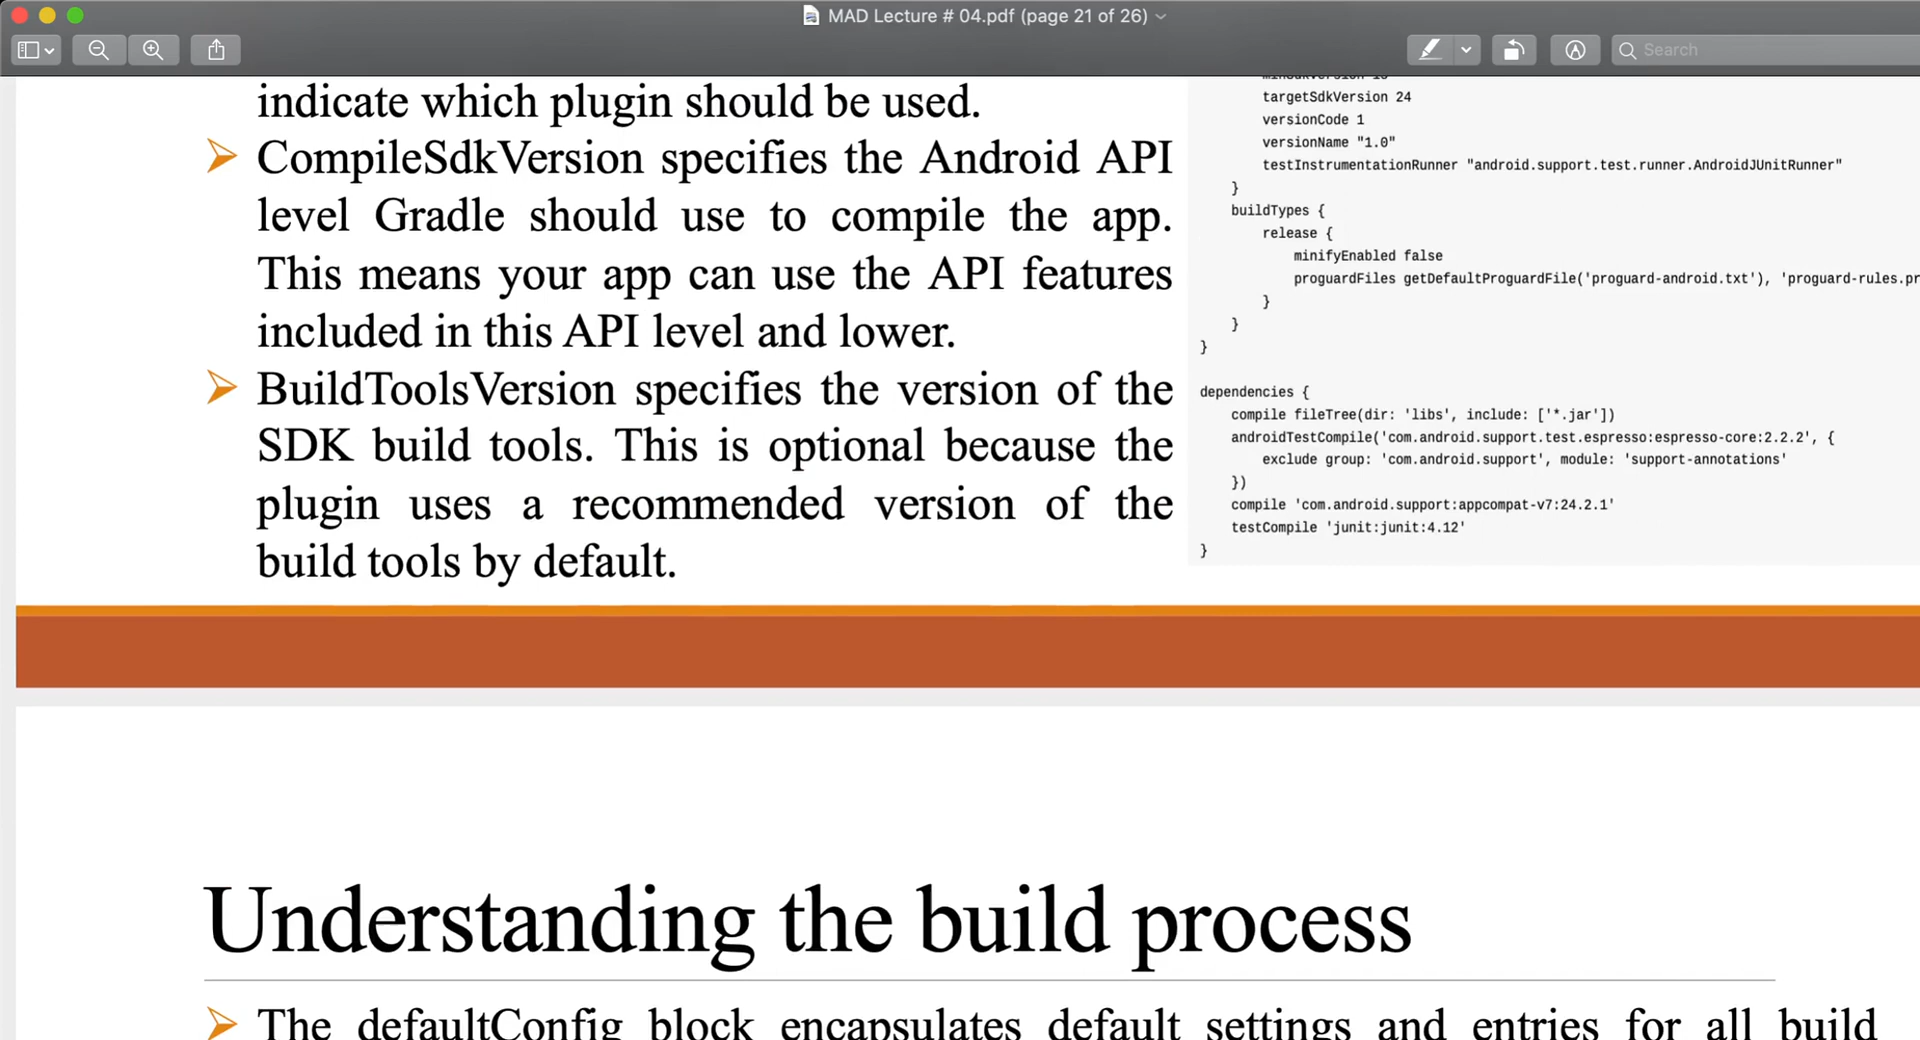 MAD Lecture # 04.pdf (page 21 of 26)
Search
indicate which plugin should be used.
CompileSdkVersion specifies the Android API
level Gradle should use to compile the app.
This means your app can use the API features
included in this API level and lower.
BuildToolsVersion specifies the version of the
SDK build tools. This is optional because the
plugin uses a recommended version of the
build tools by default.
targetSdkVersion 24
versionCode 1
versionName "1.0"
testInstrumentationRunner "android.support.test.runner.AndroidJUnitRunner"
}
buildTypes {
release {
minifyEnabled false
proguardFiles getDefaultProguardFile('proguard-android.txt'), 'proguard-rules.pr
}
}
}
dependencies {
compile fileTree(dir: 'libs', include: ['*.jar'])
androidTestCompile('com.android.support.test.espresso:espresso-core:2.2.2', {
exclude group: 'com.android.support', module: 'support-annotations'
})
compile 'com.android.support:appcompat-v7:24.2.1'
testCompile 'junit:junit:4.12'
}
Understanding the build process
The defaultConfig block encapsulates default settings and entries for all build